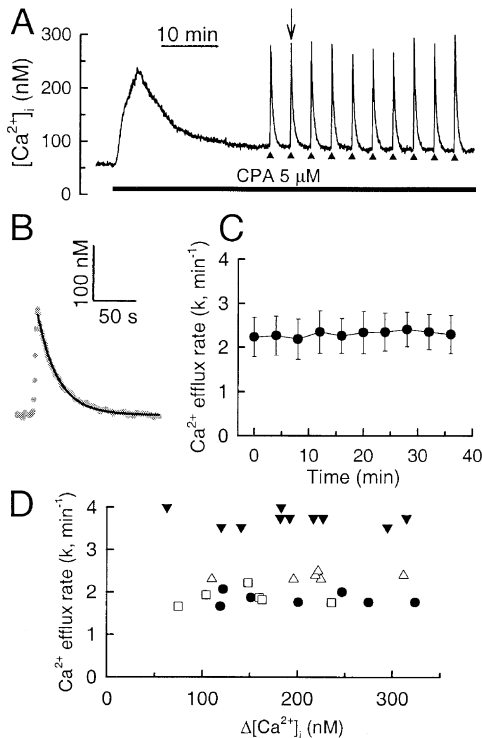 A
10 min
[Ca²⁺]ᵢ (nM)
300
200
100
0
CPA 5 μM
B
100 nM
50 s
C
Ca²⁺ efflux rate (k, min⁻¹)
4
3
2
1
0
0 10 20 30 40
Time (min)
D
Ca²⁺ efflux rate (k, min⁻¹)
4
3
2
1
0
0 100 200 300
Δ[Ca²⁺]ᵢ (nM)